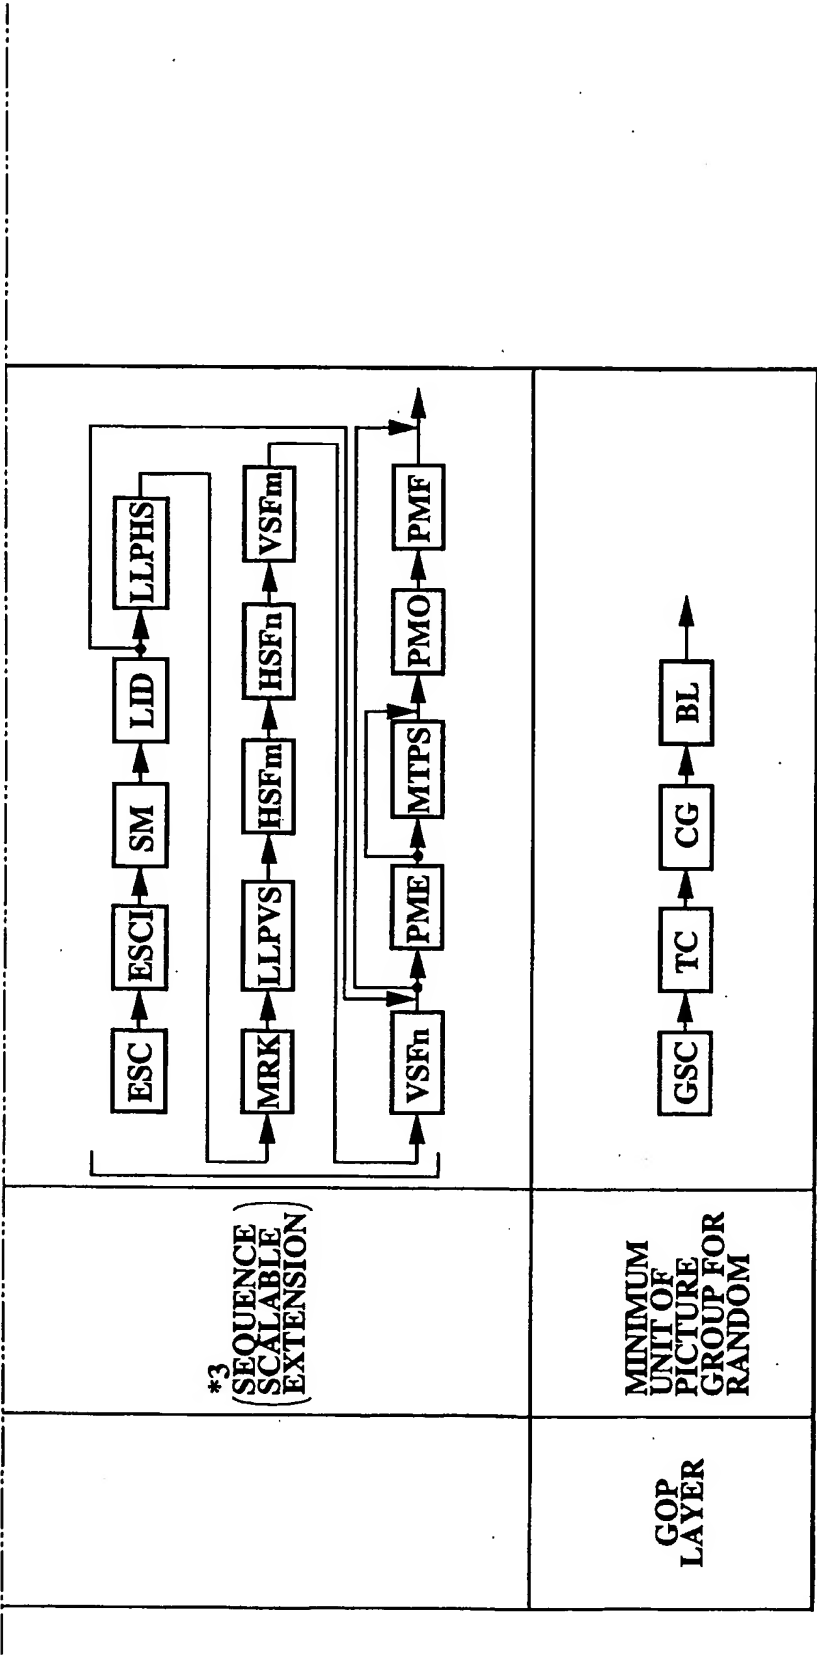 *3
(SEQUENCE
SCALABLE
EXTENSION)
ESC
ESCI
SM
LID
LLPHS
MRK
LLPVS
HSFm
HSFn
VSFm
VSFn
PME
MTPS
PMO
PMF
GOP
LAYER
MINIMUM
UNIT OF
PICTURE
GROUP FOR
RANDOM
GSC
TC
CG
BL